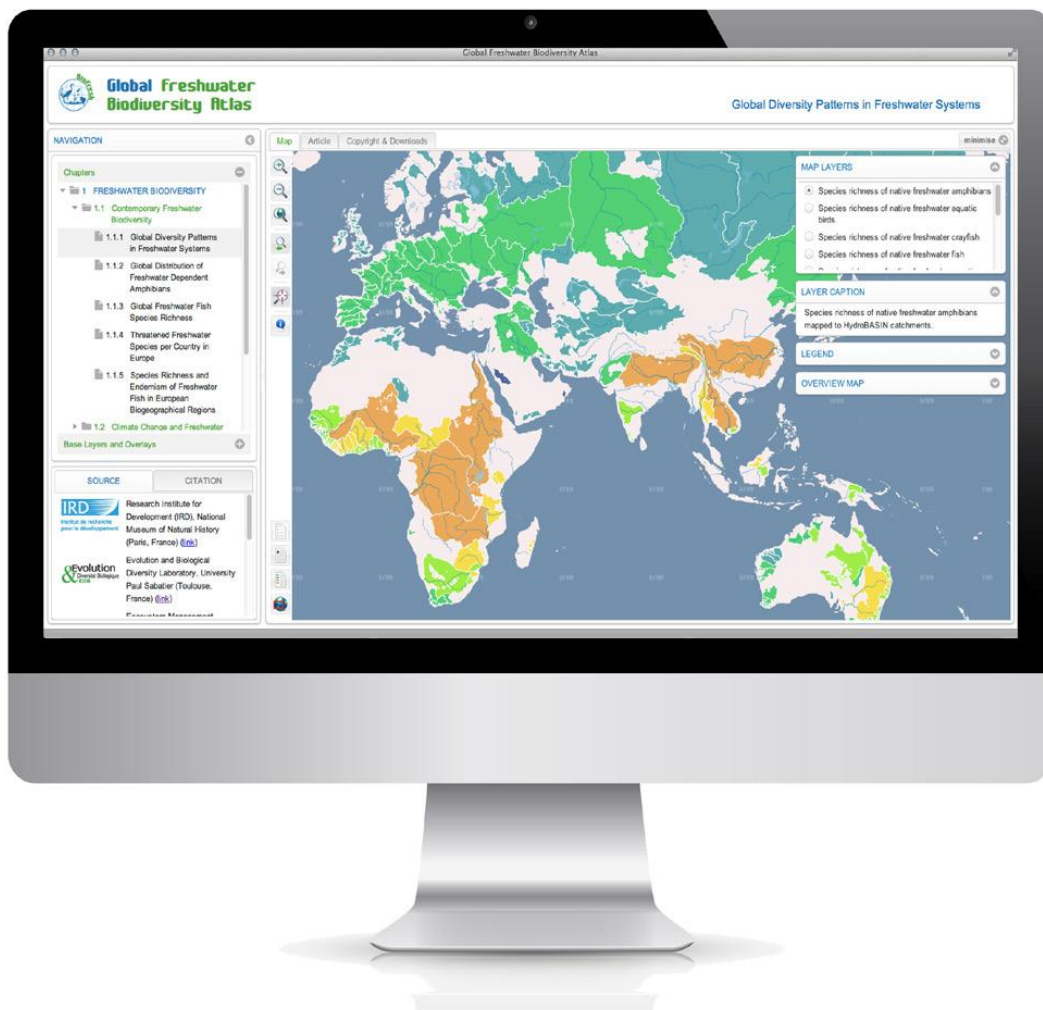 Global Freshwater Biodiversity Atlas
Global Freshwater
Biodiversity Atlas
Global Diversity Patterns in Freshwater Systems
NAVIGATION
Chapters
1 FRESHWATER BIODIVERSITY
1.1 Contemporary Freshwater
Biodiversity
1.1.1 Global Diversity Patterns
in Freshwater Systems
1.1.2 Global Distribution of
Freshwater Dependent
Amphibians
1.1.3 Global Freshwater Fish
Species Richness
1.1.4 Threatened Freshwater
Species per Country in
Europe
1.1.5 Species Richness and
Endemism of Freshwater
Fish in European
Biogeographical Regions
1.2 Climate Change and Freshwater
Base Layers and Overlays
SOURCE CITATION
IRD
Institut de recherche
pour le développement
Research Institute for
Development (IRD), National
Museum of Natural History
(Paris, France) (link)
Evolution
& Diversité Biologique
Evolution and Biological
Diversity Laboratory, University
Paul Sabatier (Toulouse,
France) (link)
Map Article Copyright & Downloads
minimise
MAP LAYERS
Species richness of native freshwater amphibians
Species richness of native freshwater aquatic
birds
Species richness of native freshwater crayfish
Species richness of native freshwater fish
LAYER CAPTION
Species richness of native freshwater amphibians
mapped to HydroBASIN catchments.
LEGEND
OVERVIEW MAP